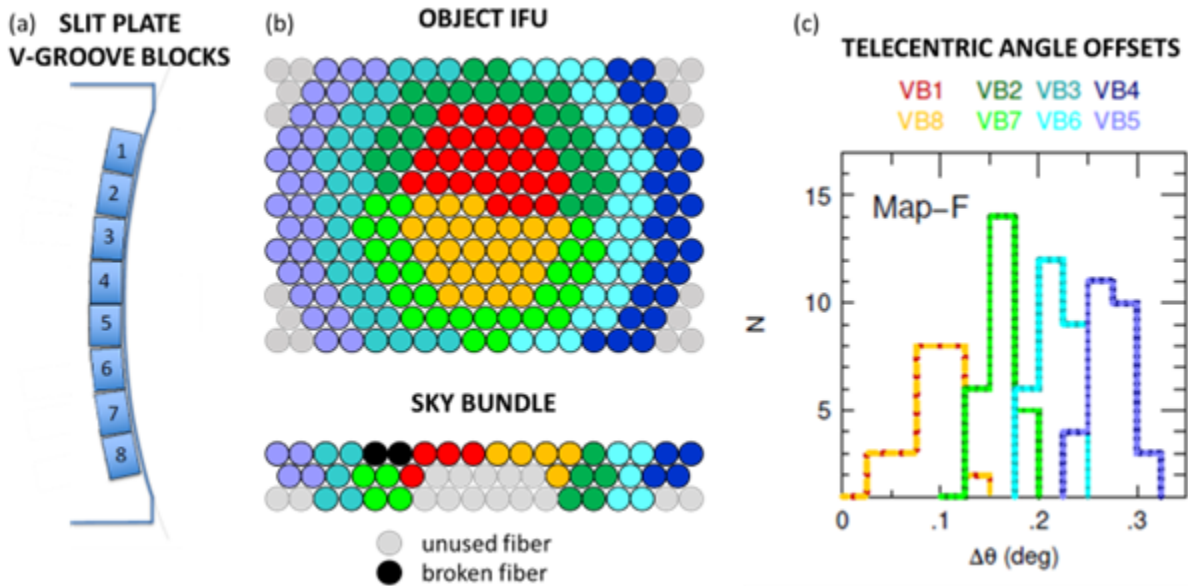 (a) SLIT PLATE
V-GROOVE BLOCKS
1
2
3
4
5
6
7
8
(b) OBJECT IFU
SKY BUNDLE
unused fiber
broken fiber
(c) TELECENTRIC ANGLE OFFSETS
VB1 VB2 VB3 VB4
VB8 VB7 VB6 VB5
Map-F
15
10
5
N
0 .1 .2 .3
Δθ (deg)